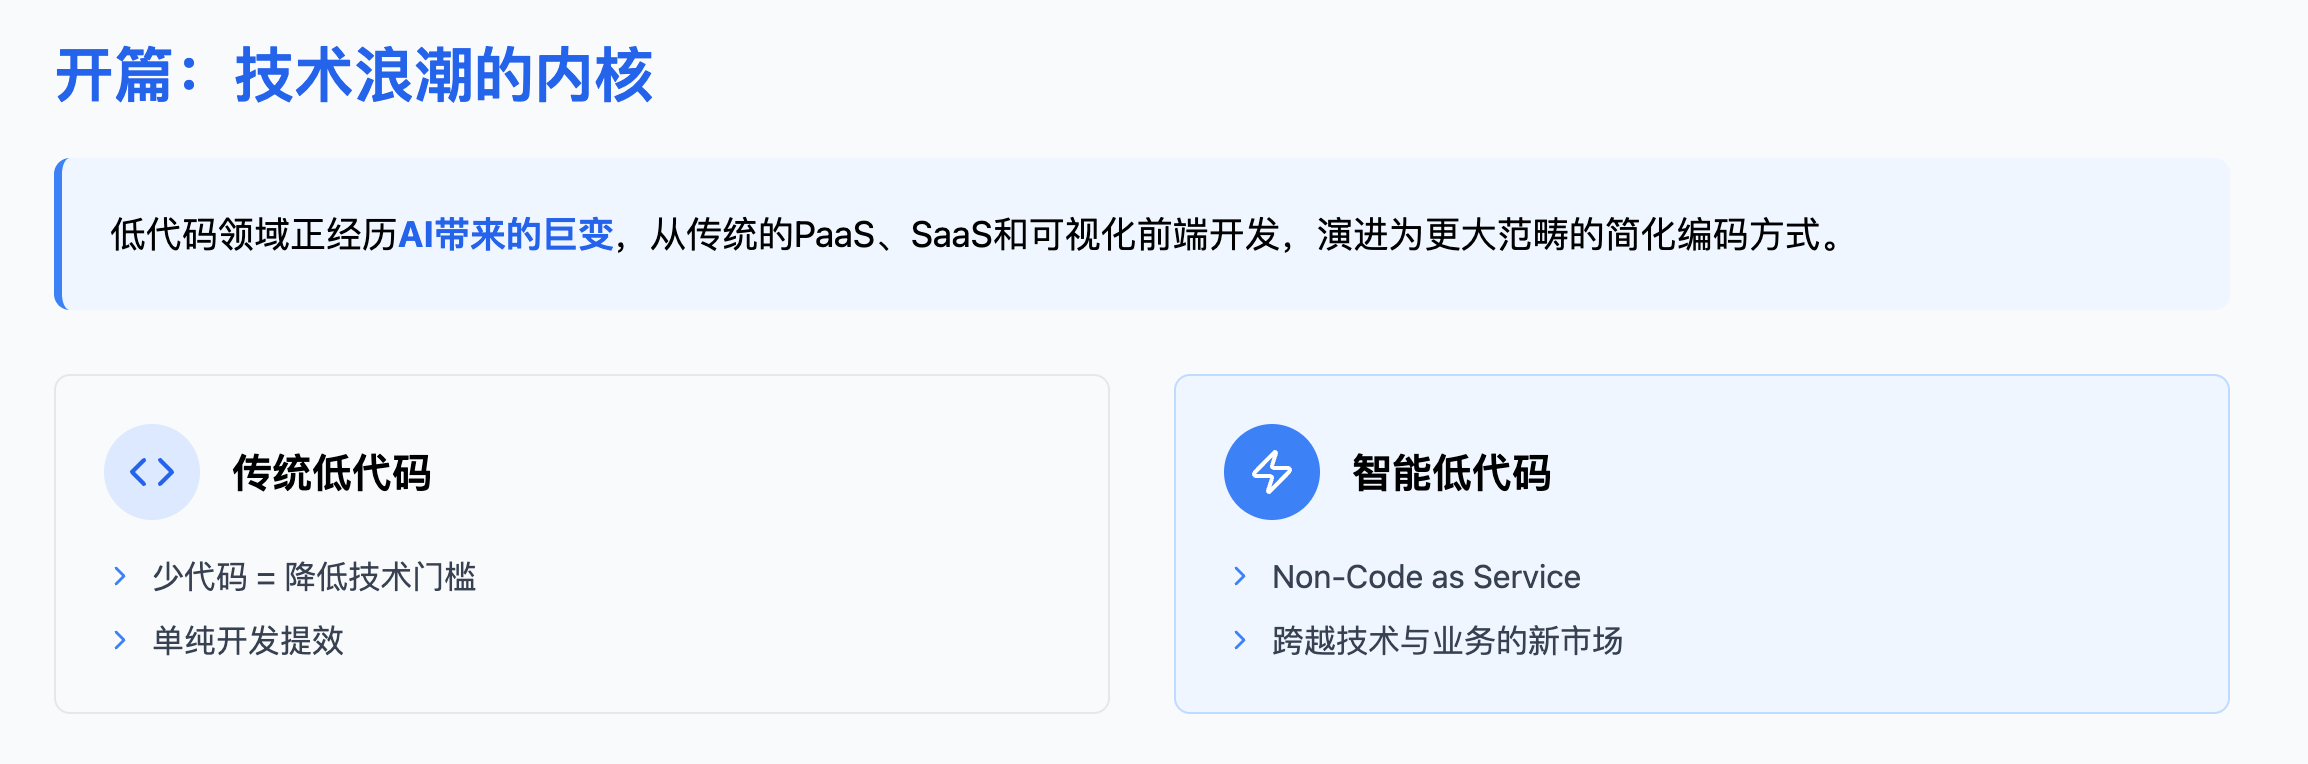 开篇：技术浪潮的内核
低代码领域正经历AI带来的巨变，从传统的PaaS、SaaS和可视化前端开发，演进为更大范畴的简化编码方式。
传统低代码
少代码 = 降低技术门槛
单纯开发提效
智能低代码
Non-Code as Service
跨越技术与业务的新市场